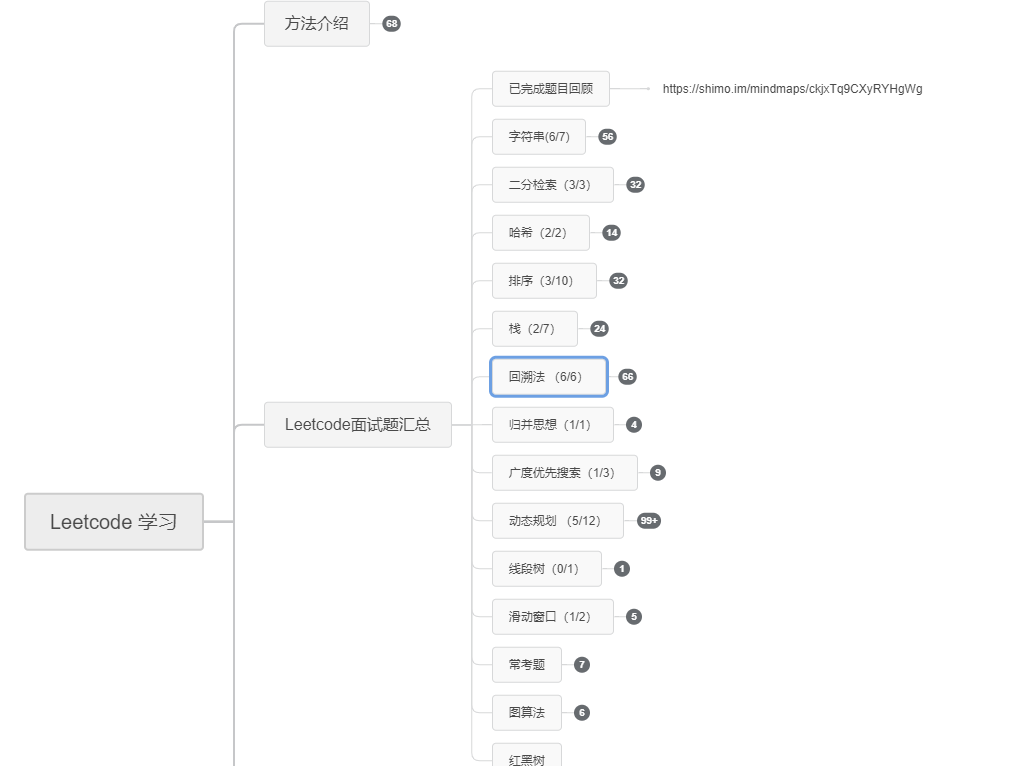 方法介绍 68
已完成题目回顾 https://shimo.im/mindmaps/ckjxTq9CXyRYHgWg
字符串(6/7) 56
二分检索（3/3） 32
哈希（2/2） 14
排序（3/10） 32
栈（2/7） 24
回溯法 （6/6） 66
Leetcode面试题汇总
归并思想（1/1） 4
广度优先搜索（1/3） 9
Leetcode 学习
动态规划 （5/12） 99+
线段树（0/1） 1
滑动窗口（1/2） 5
常考题 7
图算法 6
红黑树